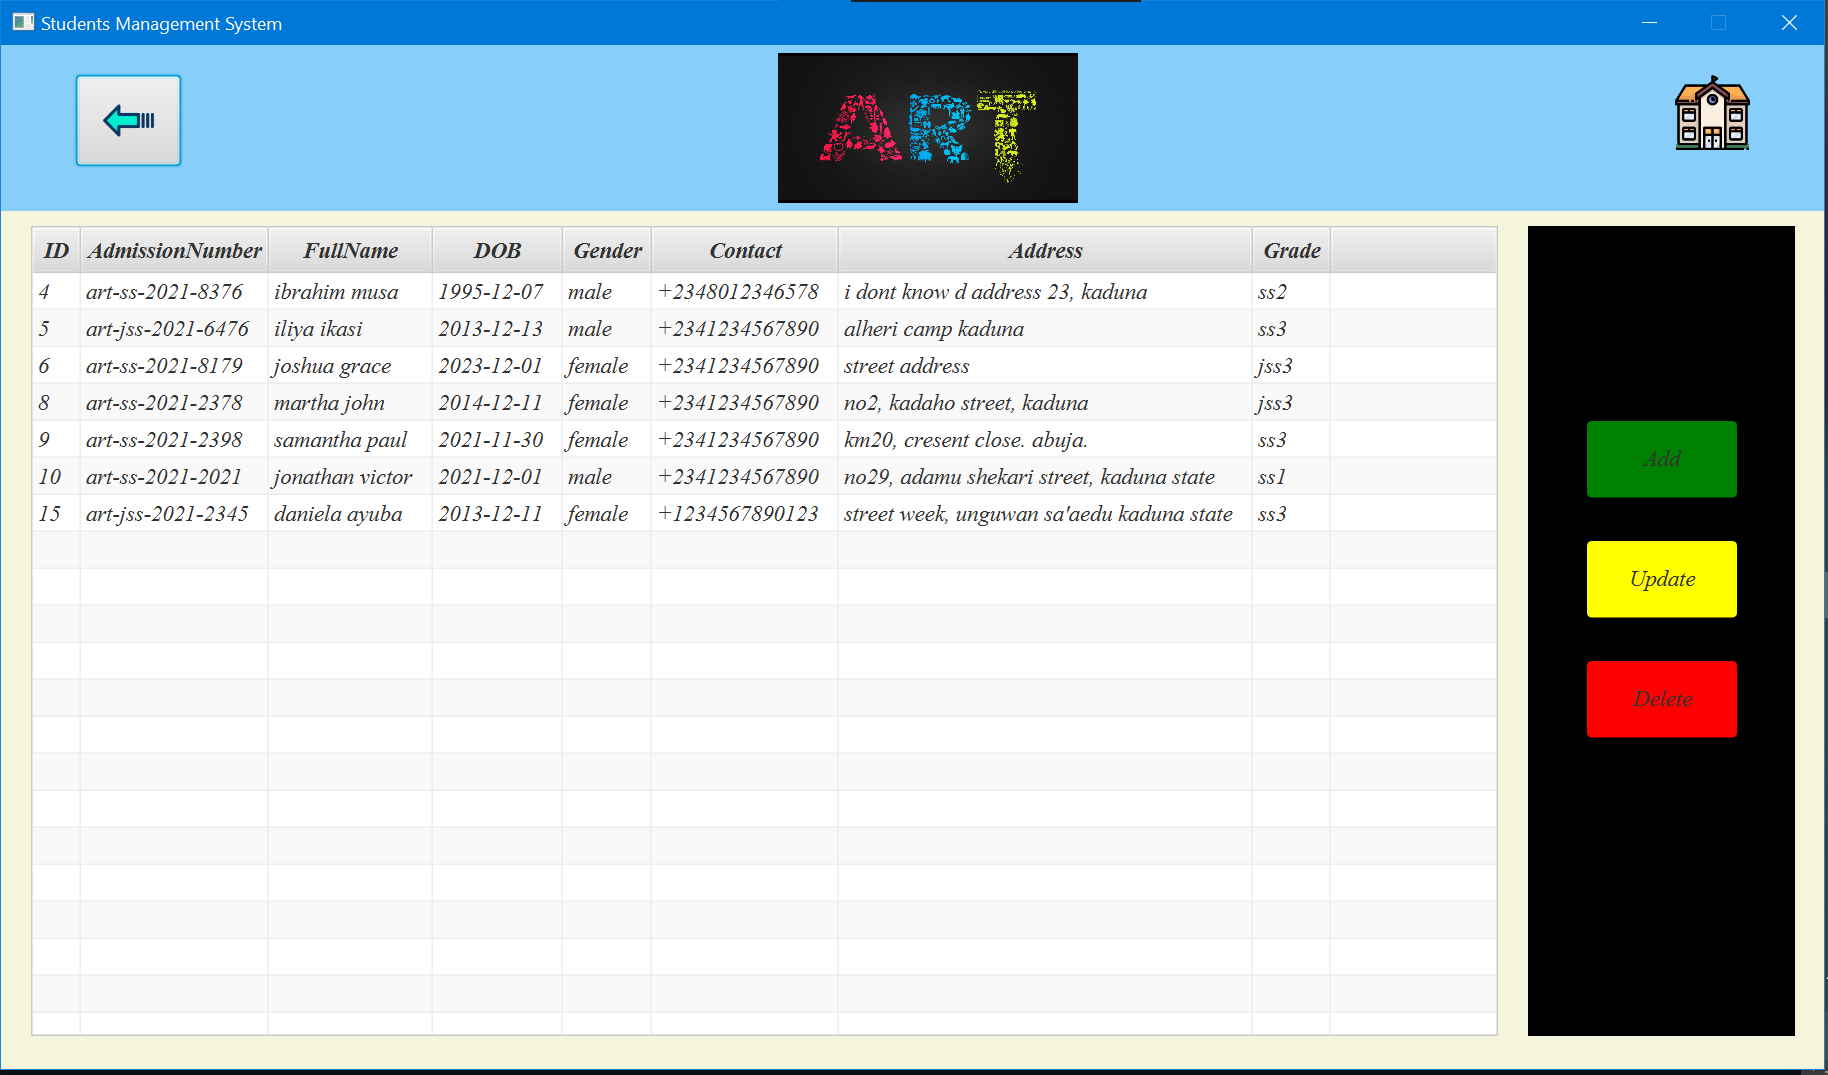 Students Management System
ART
ID AdmissionNumber FullName DOB Gender Contact Address Grade
4 art-ss-2021-8376 ibrahim musa 1995-12-07 male +2348012346578 i dont know d address 23, kaduna ss2
5 art-jss-2021-6476 iliya ikasi 2013-12-13 male +2341234567890 alheri camp kaduna ss3
6 art-ss-2021-8179 joshua grace 2023-12-01 female +2341234567890 street address jss3
8 art-ss-2021-2378 martha john 2014-12-11 female +2341234567890 no2, kadaho street, kaduna jss3
9 art-ss-2021-2398 samantha paul 2021-11-30 female +2341234567890 km20, cresent close. abuja. ss3
10 art-ss-2021-2021 jonathan victor 2021-12-01 male +2341234567890 no29, adamu shekari street, kaduna state ss1
15 art-jss-2021-2345 daniela ayuba 2013-12-11 female +1234567890123 street week, unguwan sa'aedu kaduna state ss3
Add
Update
Delete